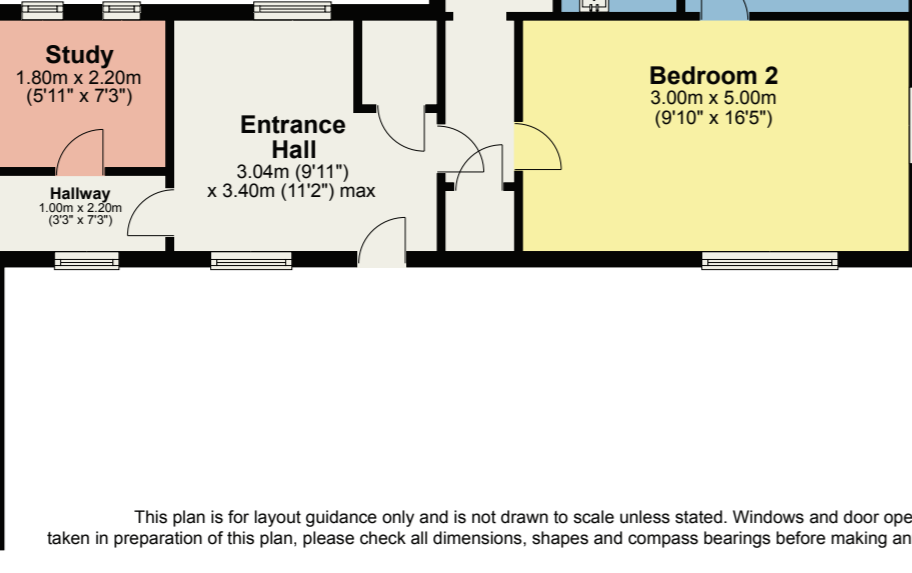 Study
1.80m x 2.20m
(5'11" x 7'3")
Bedroom 2
3.00m x 5.00m
(9'10" x 16'5")
Entrance
Hall
3.04m (9'11")
x 3.40m (11'2") max
Hallway
1.00m x 2.20m
(3'3" x 7'3")
This plan is for layout guidance only and is not drawn to scale unless stated. Windows and door ope
taken in preparation of this plan, please check all dimensions, shapes and compass bearings before making an